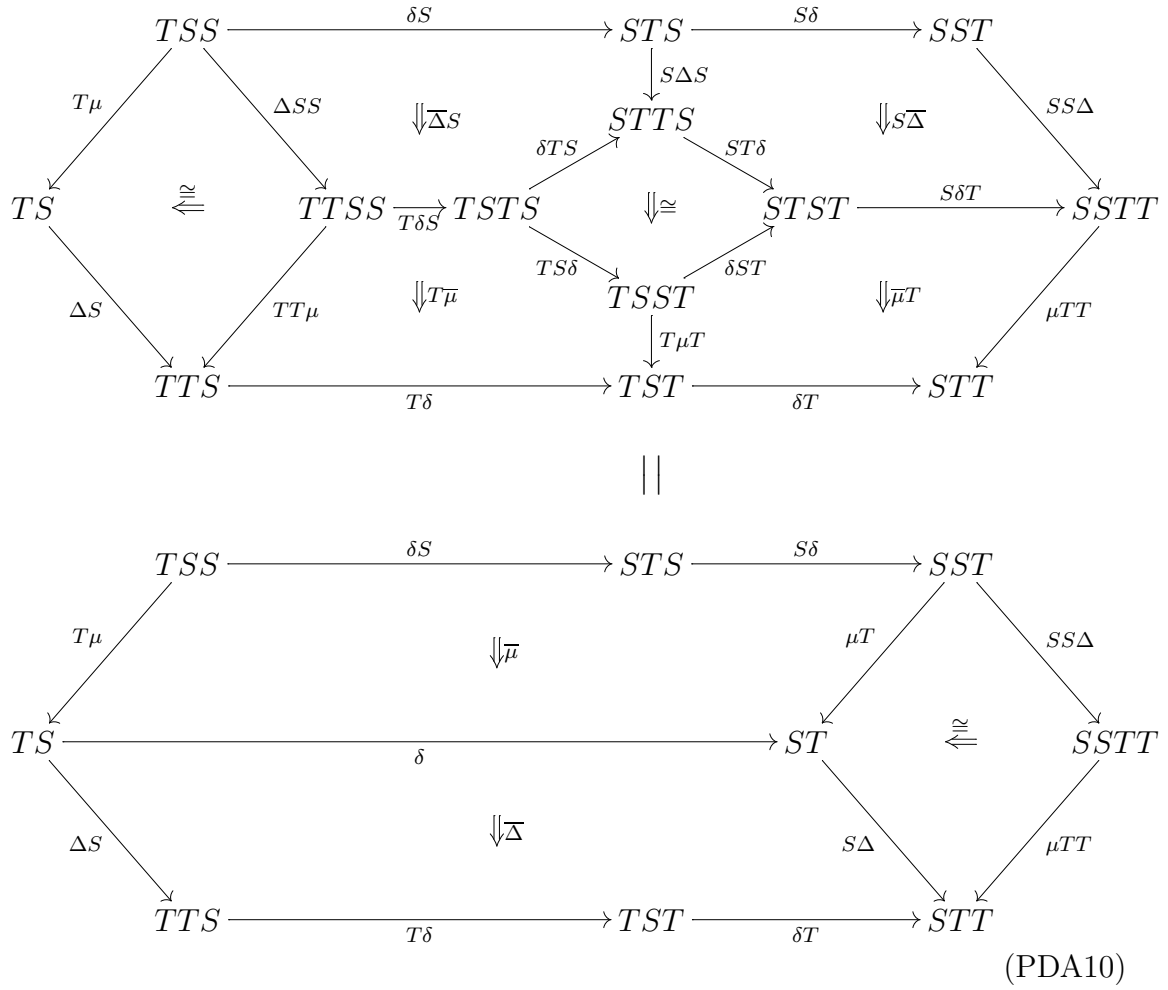 TSS δS STS Sδ SST
Tμ ΔSS SΔS SSΔ
⇓Δ̅S STTS ⇓SΔ̅
δTS STδ
TS ≅⇐ TTSS TδS TSTS ⇓≅ STST SδT SSTT
TSδ δST
ΔS TTμ ⇓Tμ̅ TSST ⇓μ̅T μTT
TμT
TTS Tδ TST δT STT
||
TSS δS STS Sδ SST
Tμ ⇓μ̅ μT SSΔ
TS δ ST ≅⇐ SSTT
ΔS ⇓Δ̅ SΔ μTT
TTS Tδ TST δT STT
(PDA10)